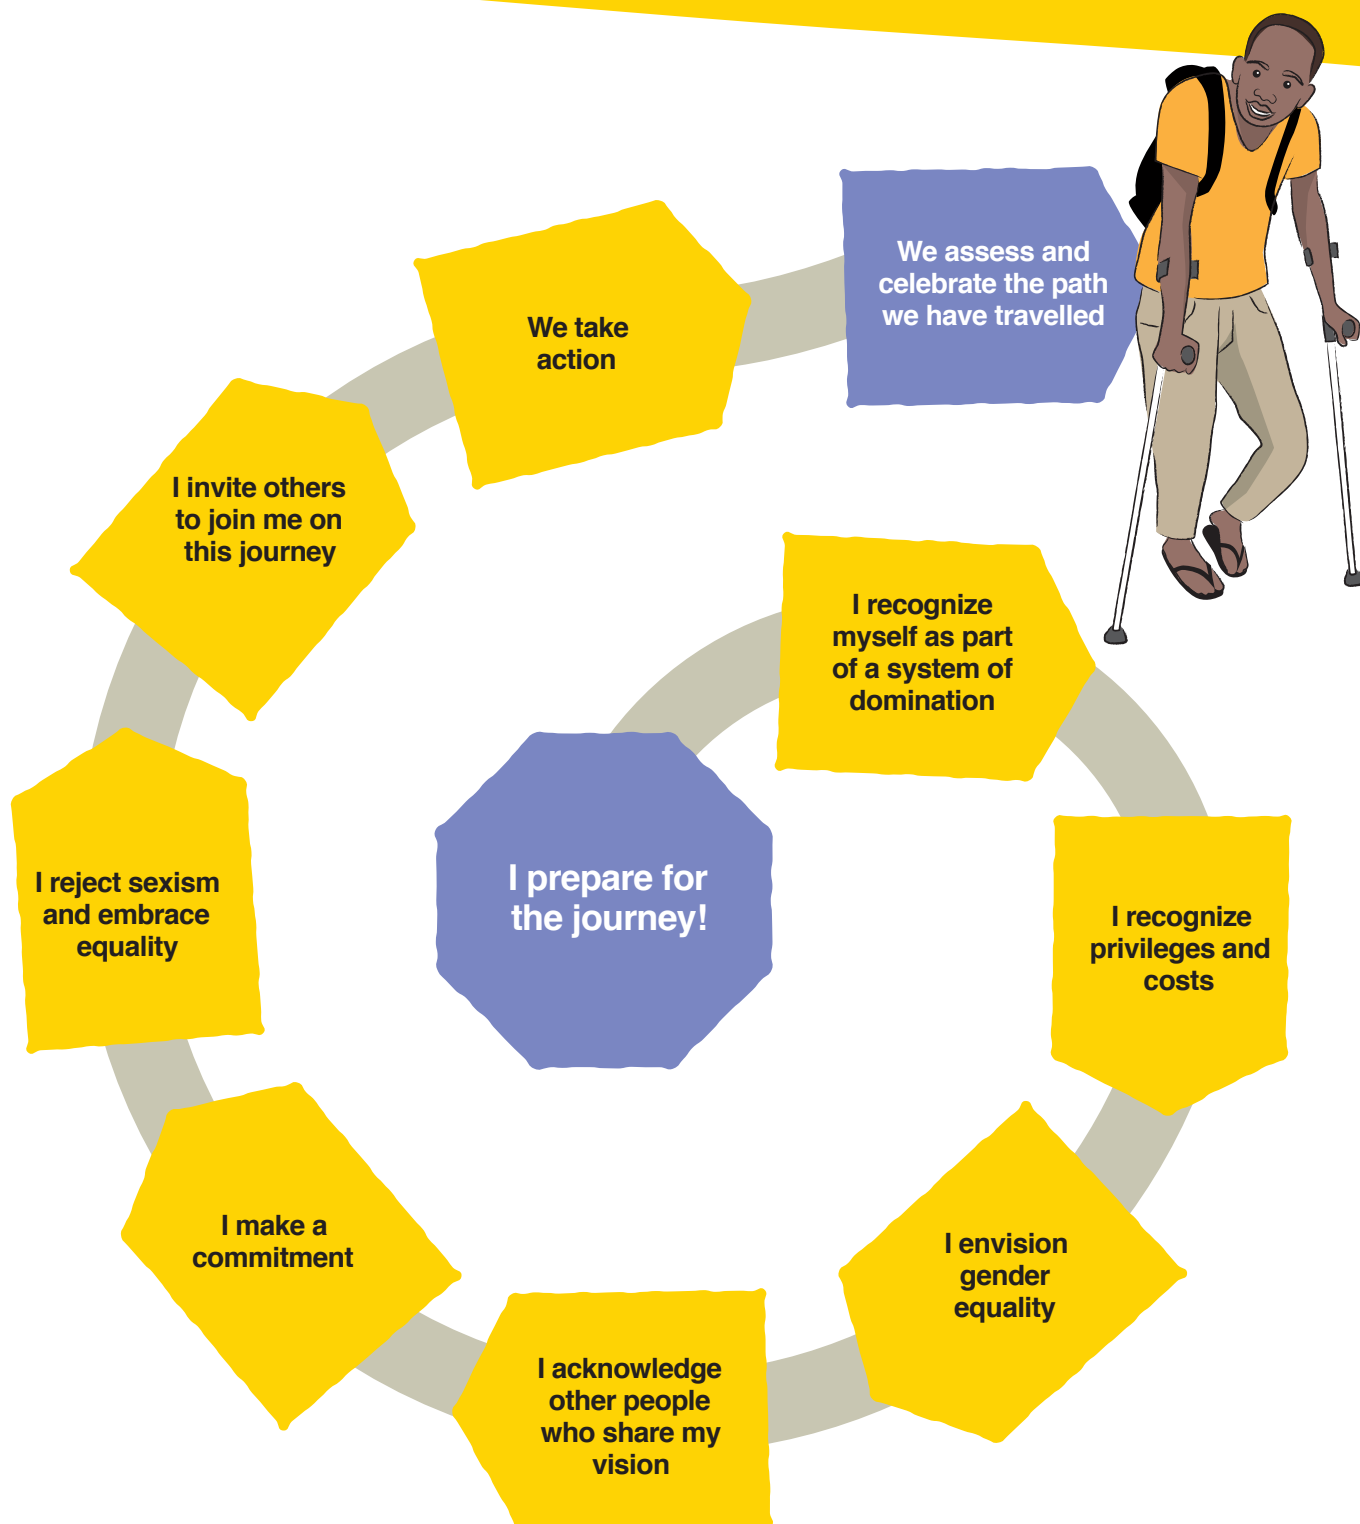 I prepare for
the journey!
I recognize
myself as part
of a system of
domination
I recognize
privileges and
costs
I envision
gender
equality
I acknowledge
other people
who share my
vision
I make a
commitment
I reject sexism
and embrace
equality
I invite others
to join me on
this journey
We take
action
We assess and
celebrate the path
we have travelled